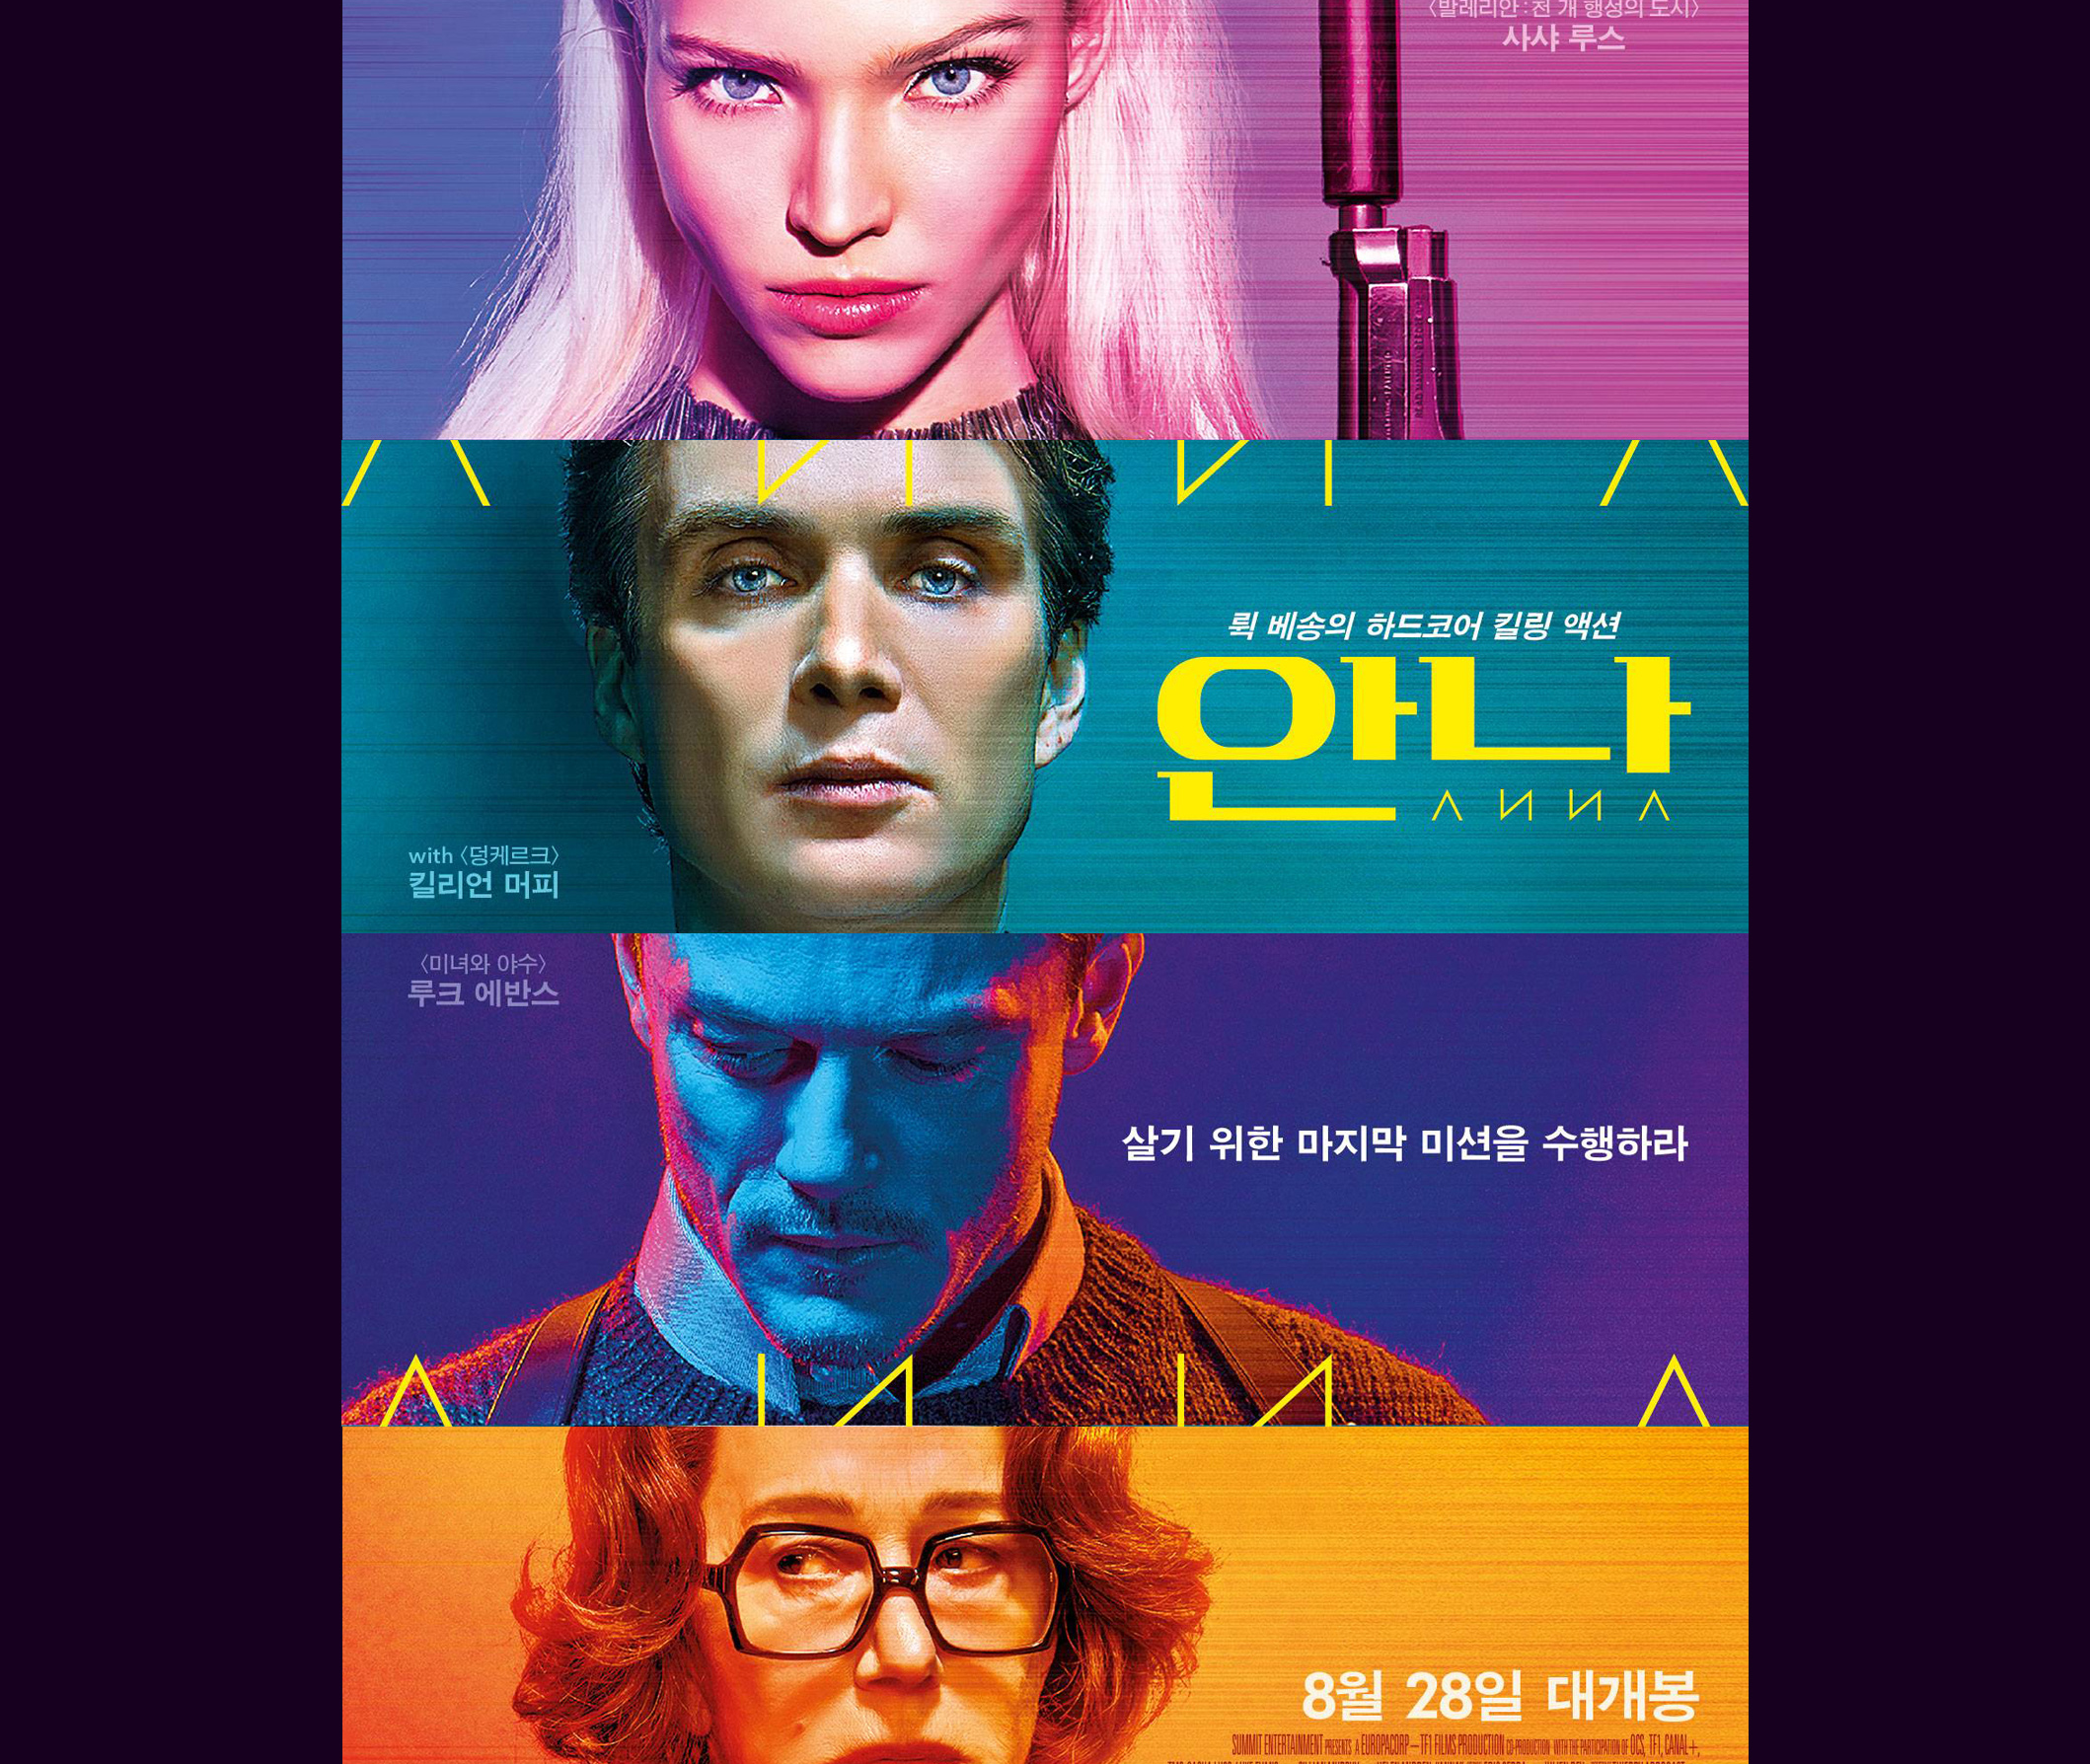 〈발레리안 : 천 개 행성의 도시〉
사샤 루스
ΛИИΛ
뤽 베송의 하드코어 킬링 액션
안나
ΛИИΛ
with 〈덩케르크〉
킬리언 머피
〈미녀와 야수〉
루크 에반스
살기 위한 마지막 미션을 수행하라
ΛИИΛ
8월 28일 대개봉
SUMMIT ENTERTAINMENT PRESENTS A EUROPACORP – TF1 FILMS PRODUCTION CO-PRODUCTION WITH THE PARTICIPATION OF OCS, TF1, CANAL+,